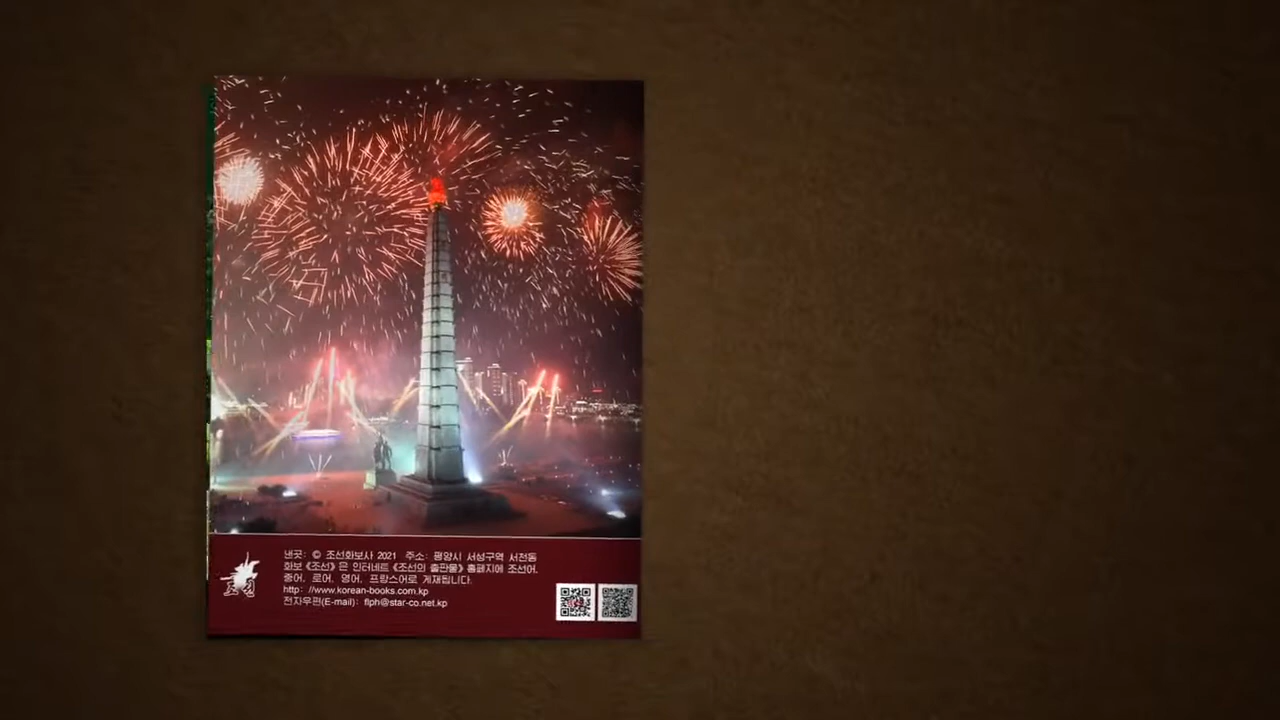 조선
낸곳: © 조선화보사 2021 주소: 평양시 서성구역 서천동
화보 《조선》은 인터네트 《조선의 출판물》 홈페지에 조선어,
중어, 로어, 영어, 프랑스어로 게재됩니다.
http: //www.korean-books.com.kp
전자우편(E-mail): flph@star-co.net.kp